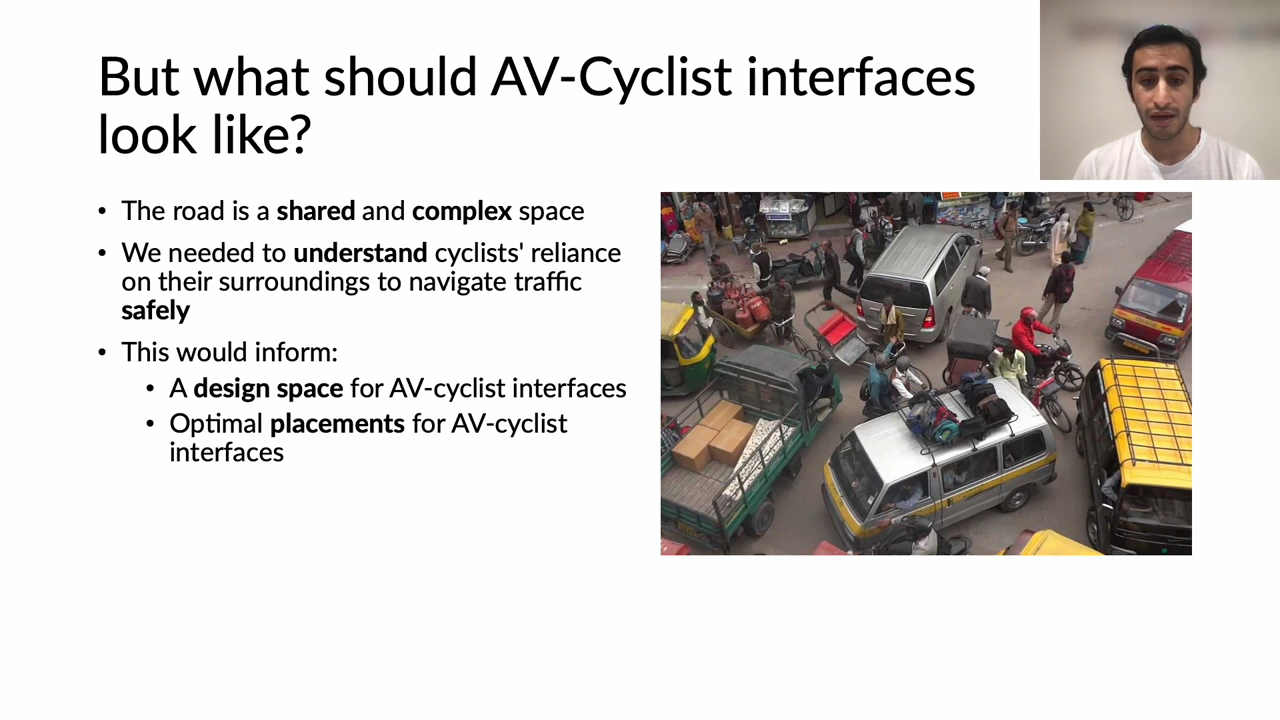 But what should AV-Cyclist interfaces
look like?
• The road is a shared and complex space
• We needed to understand cyclists' reliance
on their surroundings to navigate traffic
safely
• This would inform:
• A design space for AV-cyclist interfaces
• Optimal placements for AV-cyclist
interfaces